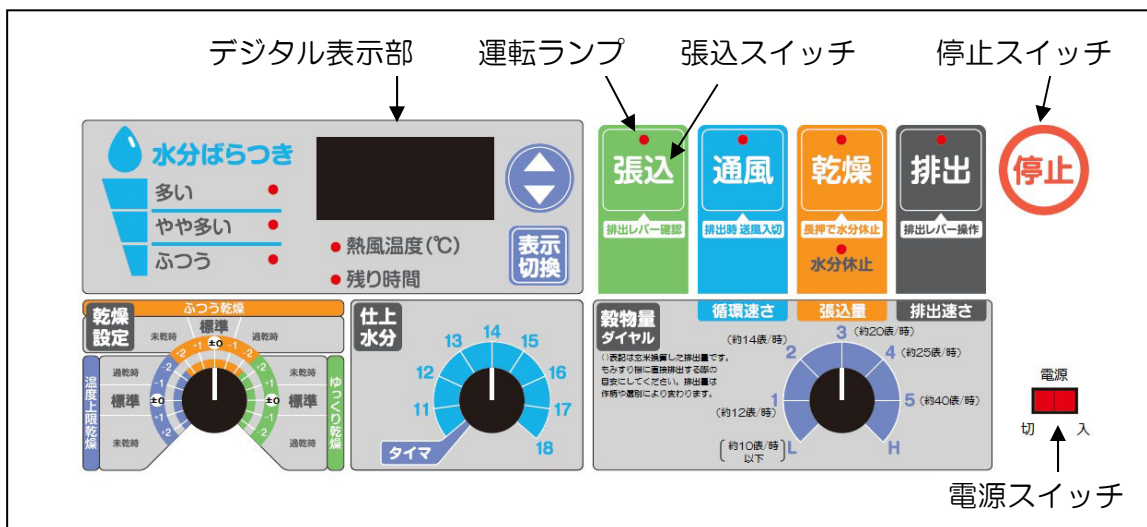 デジタル表示部
運転ランプ
張込スイッチ
停止スイッチ
水分ばらつき
多い
やや多い
ふつう
熱風温度(℃)
残り時間
表示
切換
張込
排出レバー確認
通風
排出時 送風入切
乾燥
長押で水分休止
水分休止
排出
排出レバー操作
停止
乾燥
設定
ふつう乾燥
未乾時
標準
過乾時
+2
+1
±0
-1
-2
温度上限乾燥
過乾時
標準
未乾時
-2
-1
±0
+1
+2
ゆっくり乾燥
未乾時
標準
過乾時
+2
+1
±0
-1
-2
仕上
水分
タイマ
11
12
13
14
15
16
17
18
穀物量
ダイヤル
循環速さ
張込量
排出速さ
( )表記は玄米換算した排出量です。
もみすり機に直接排出する際の
目安にしてください。排出量は
作柄や選別により変わります。
(約10俵/時
以下)
L
1
(約12俵/時)
2
(約14俵/時)
3 (約20俵/時)
4 (約25俵/時)
5 (約40俵/時)
H
電源
切
入
電源スイッチ